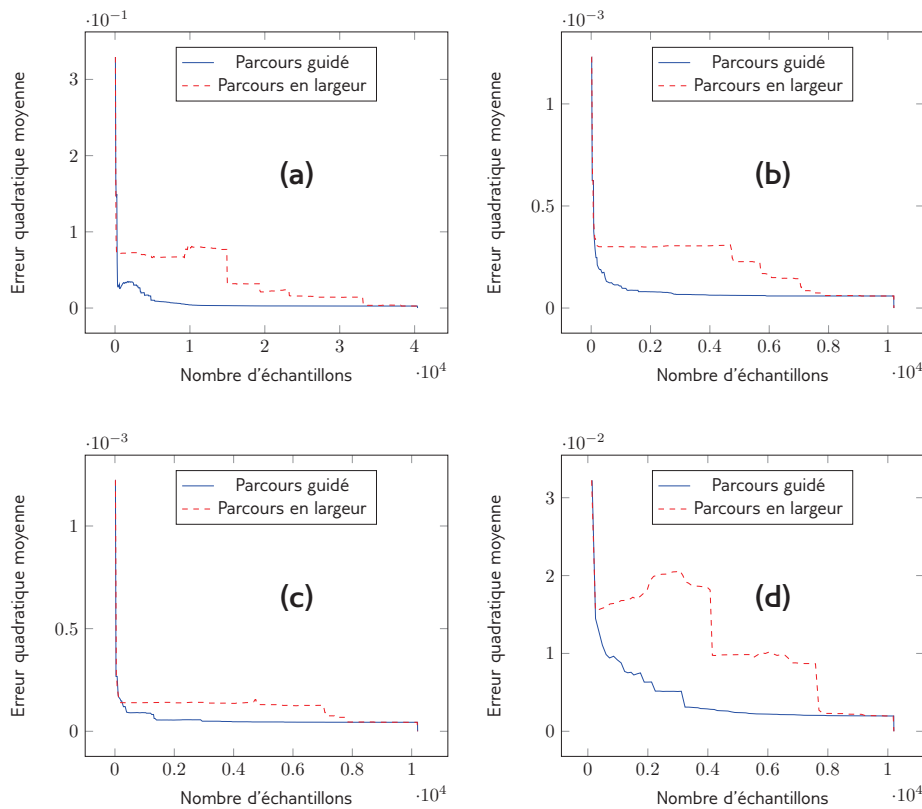 ·10⁻¹
Erreur quadratique moyenne
3
2
1
0
Parcours guidé
Parcours en largeur
(a)
0 1 2 3 4
Nombre d'échantillons
·10⁴
·10⁻³
Erreur quadratique moyenne
1
0.5
0
Parcours guidé
Parcours en largeur
(b)
0 0.2 0.4 0.6 0.8 1
Nombre d'échantillons
·10⁴
·10⁻³
Erreur quadratique moyenne
1
0.5
0
Parcours guidé
Parcours en largeur
(c)
0 0.2 0.4 0.6 0.8 1
Nombre d'échantillons
·10⁴
·10⁻²
Erreur quadratique moyenne
3
2
1
0
Parcours guidé
Parcours en largeur
(d)
0 0.2 0.4 0.6 0.8 1
Nombre d'échantillons
·10⁴